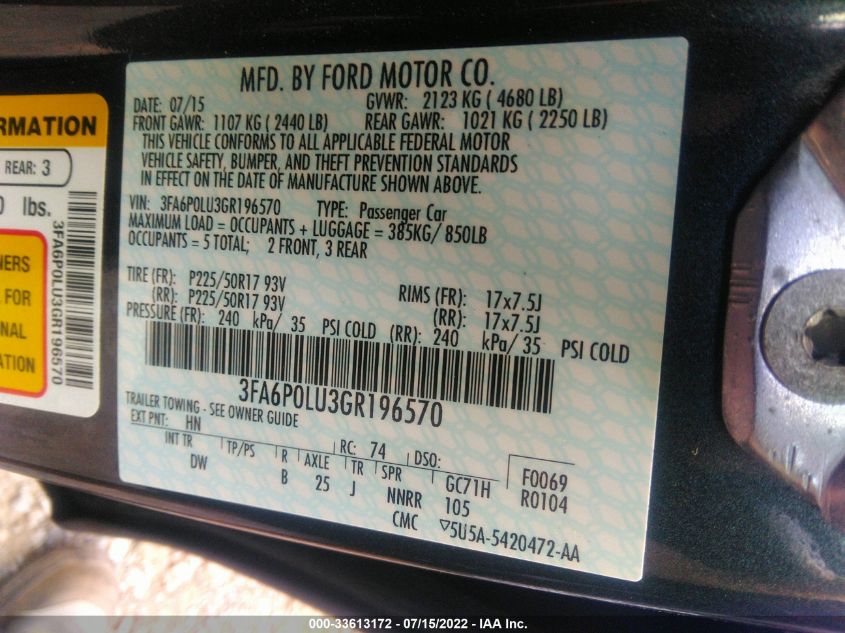 RMATION
REAR: 3
0 lbs.
NERS
FOR
NAL
ATION
3FA6P0LU3GR196570
MFD. BY FORD MOTOR CO.
DATE: 07/15 GVWR: 2123 KG ( 4680 LB)
FRONT GAWR: 1107 KG ( 2440 LB) REAR GAWR: 1021 KG ( 2250 LB)
THIS VEHICLE CONFORMS TO ALL APPLICABLE FEDERAL MOTOR
VEHICLE SAFETY, BUMPER, AND THEFT PREVENTION STANDARDS
IN EFFECT ON THE DATE OF MANUFACTURE SHOWN ABOVE.
VIN: 3FA6P0LU3GR196570 TYPE: Passenger Car
MAXIMUM LOAD = OCCUPANTS + LUGGAGE = 385KG/ 850LB
OCCUPANTS = 5 TOTAL; 2 FRONT, 3 REAR
TIRE (FR): P225/50R17 93V RIMS (FR): 17x7.5J
(RR): P225/50R17 93V (RR): 17x7.5J
PRESSURE (FR): 240 kPa/ 35 PSI COLD (RR): 240 kPa/ 35 PSI COLD
3FA6P0LU3GR196570
TRAILER TOWING - SEE OWNER GUIDE
EXT PNT: HN RC: 74 DSO: F0069
INT TR TP/PS R AXLE TR SPR GC71H R0104
DW B 25 J NNRR 105
CMC ▽5U5A-5420472-AA
000-33613172 - 07/15/2022 - IAA Inc.